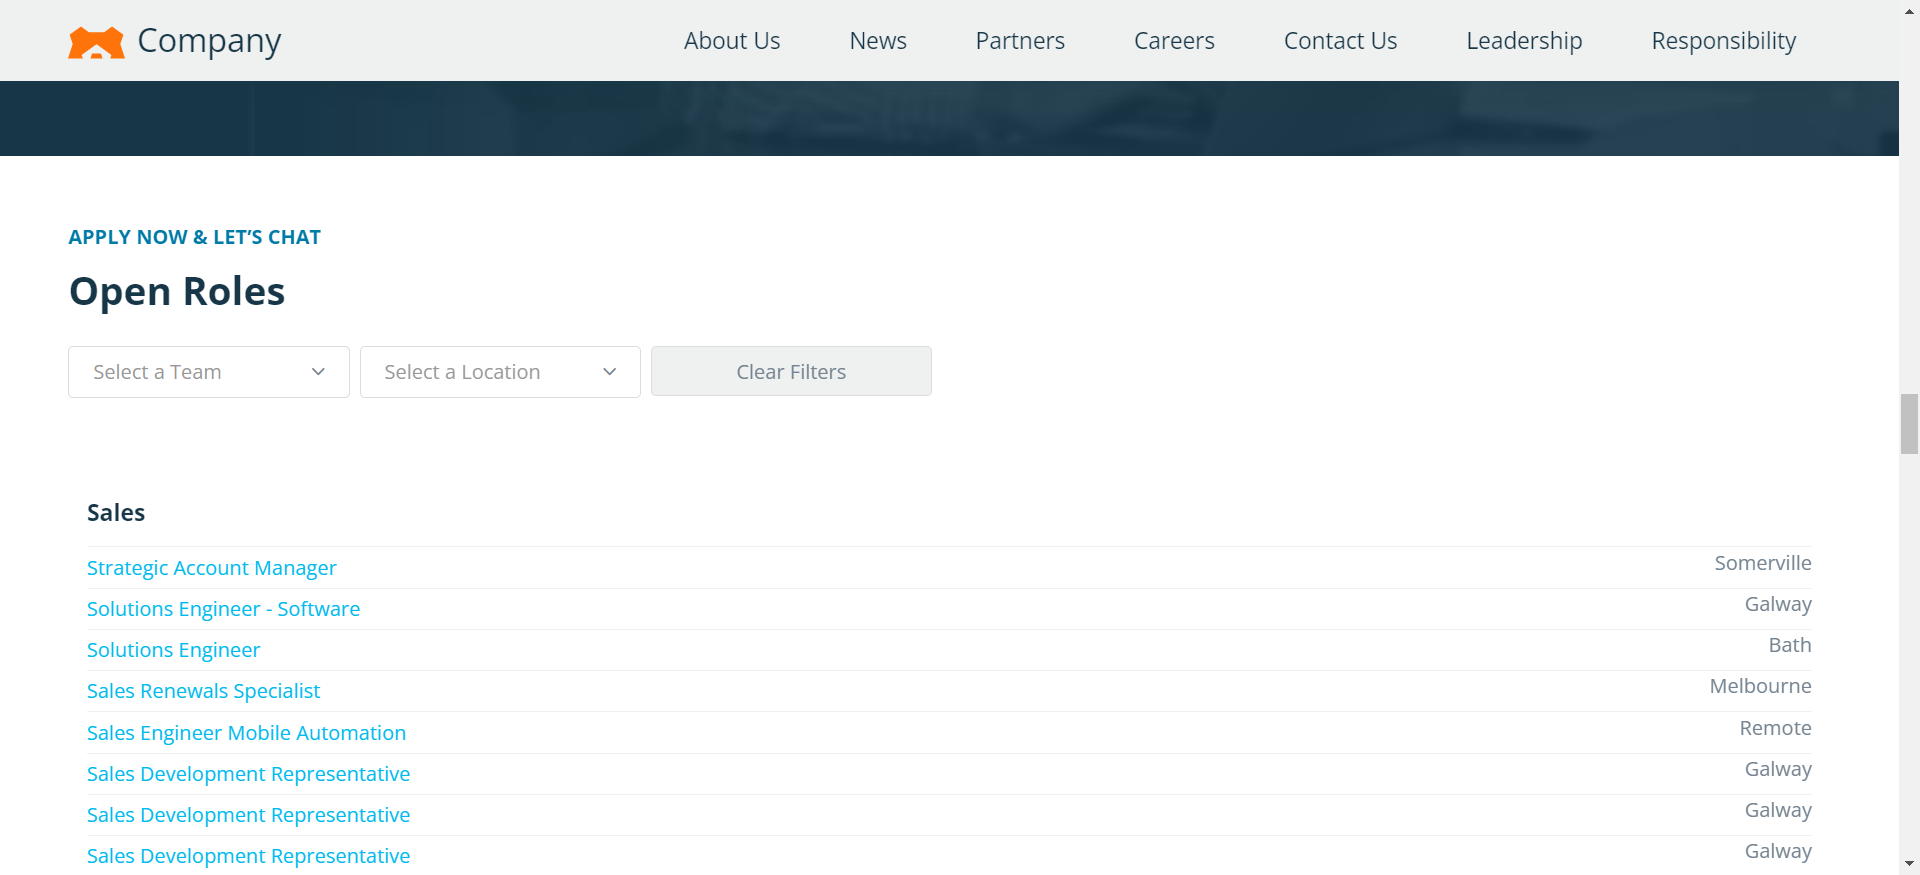 Company
About Us
News
Partners
Careers
Contact Us
Leadership
Responsibility
APPLY NOW & LET’S CHAT
Open Roles
Select a Team
Select a Location
Clear Filters
Sales
Strategic Account Manager Somerville
Solutions Engineer - Software Galway
Solutions Engineer Bath
Sales Renewals Specialist Melbourne
Sales Engineer Mobile Automation Remote
Sales Development Representative Galway
Sales Development Representative Galway
Sales Development Representative Galway